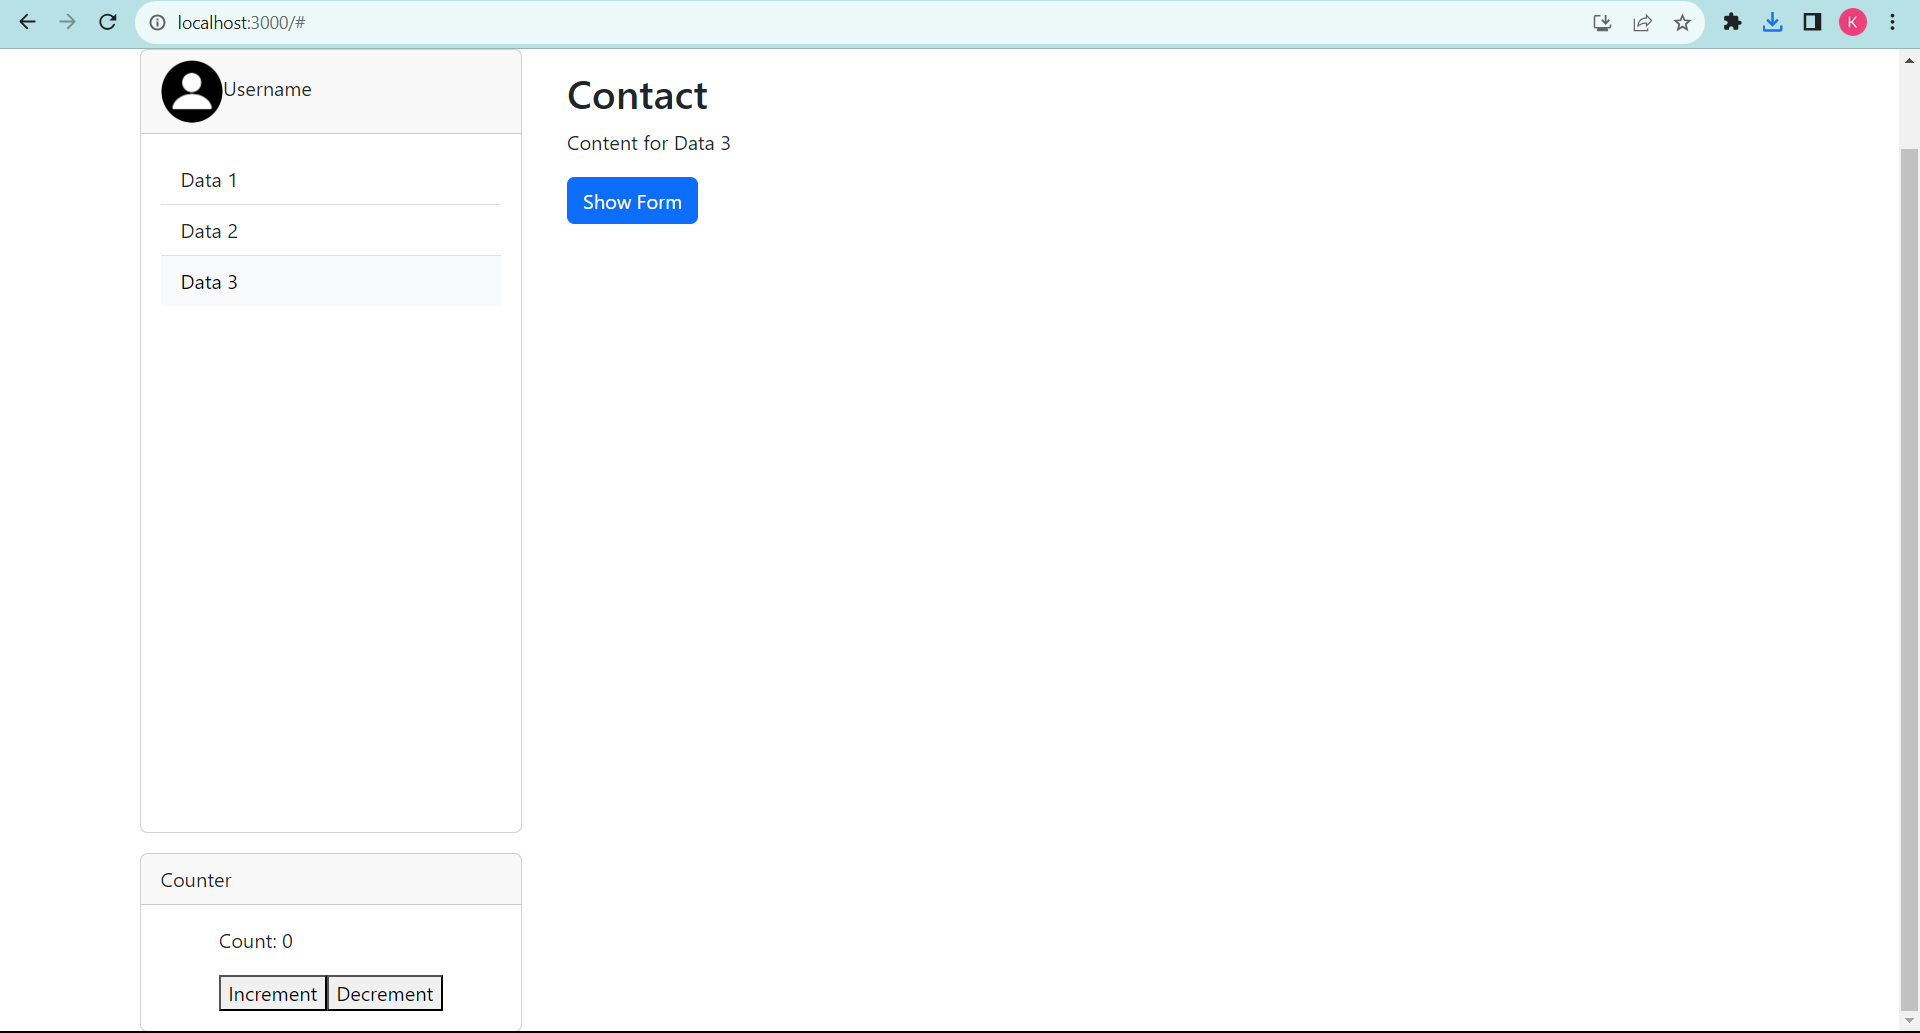 localhost:3000/#
K
Username
Data 1
Data 2
Data 3
Contact
Content for Data 3
Show Form
Counter
Count: 0
Increment
Decrement